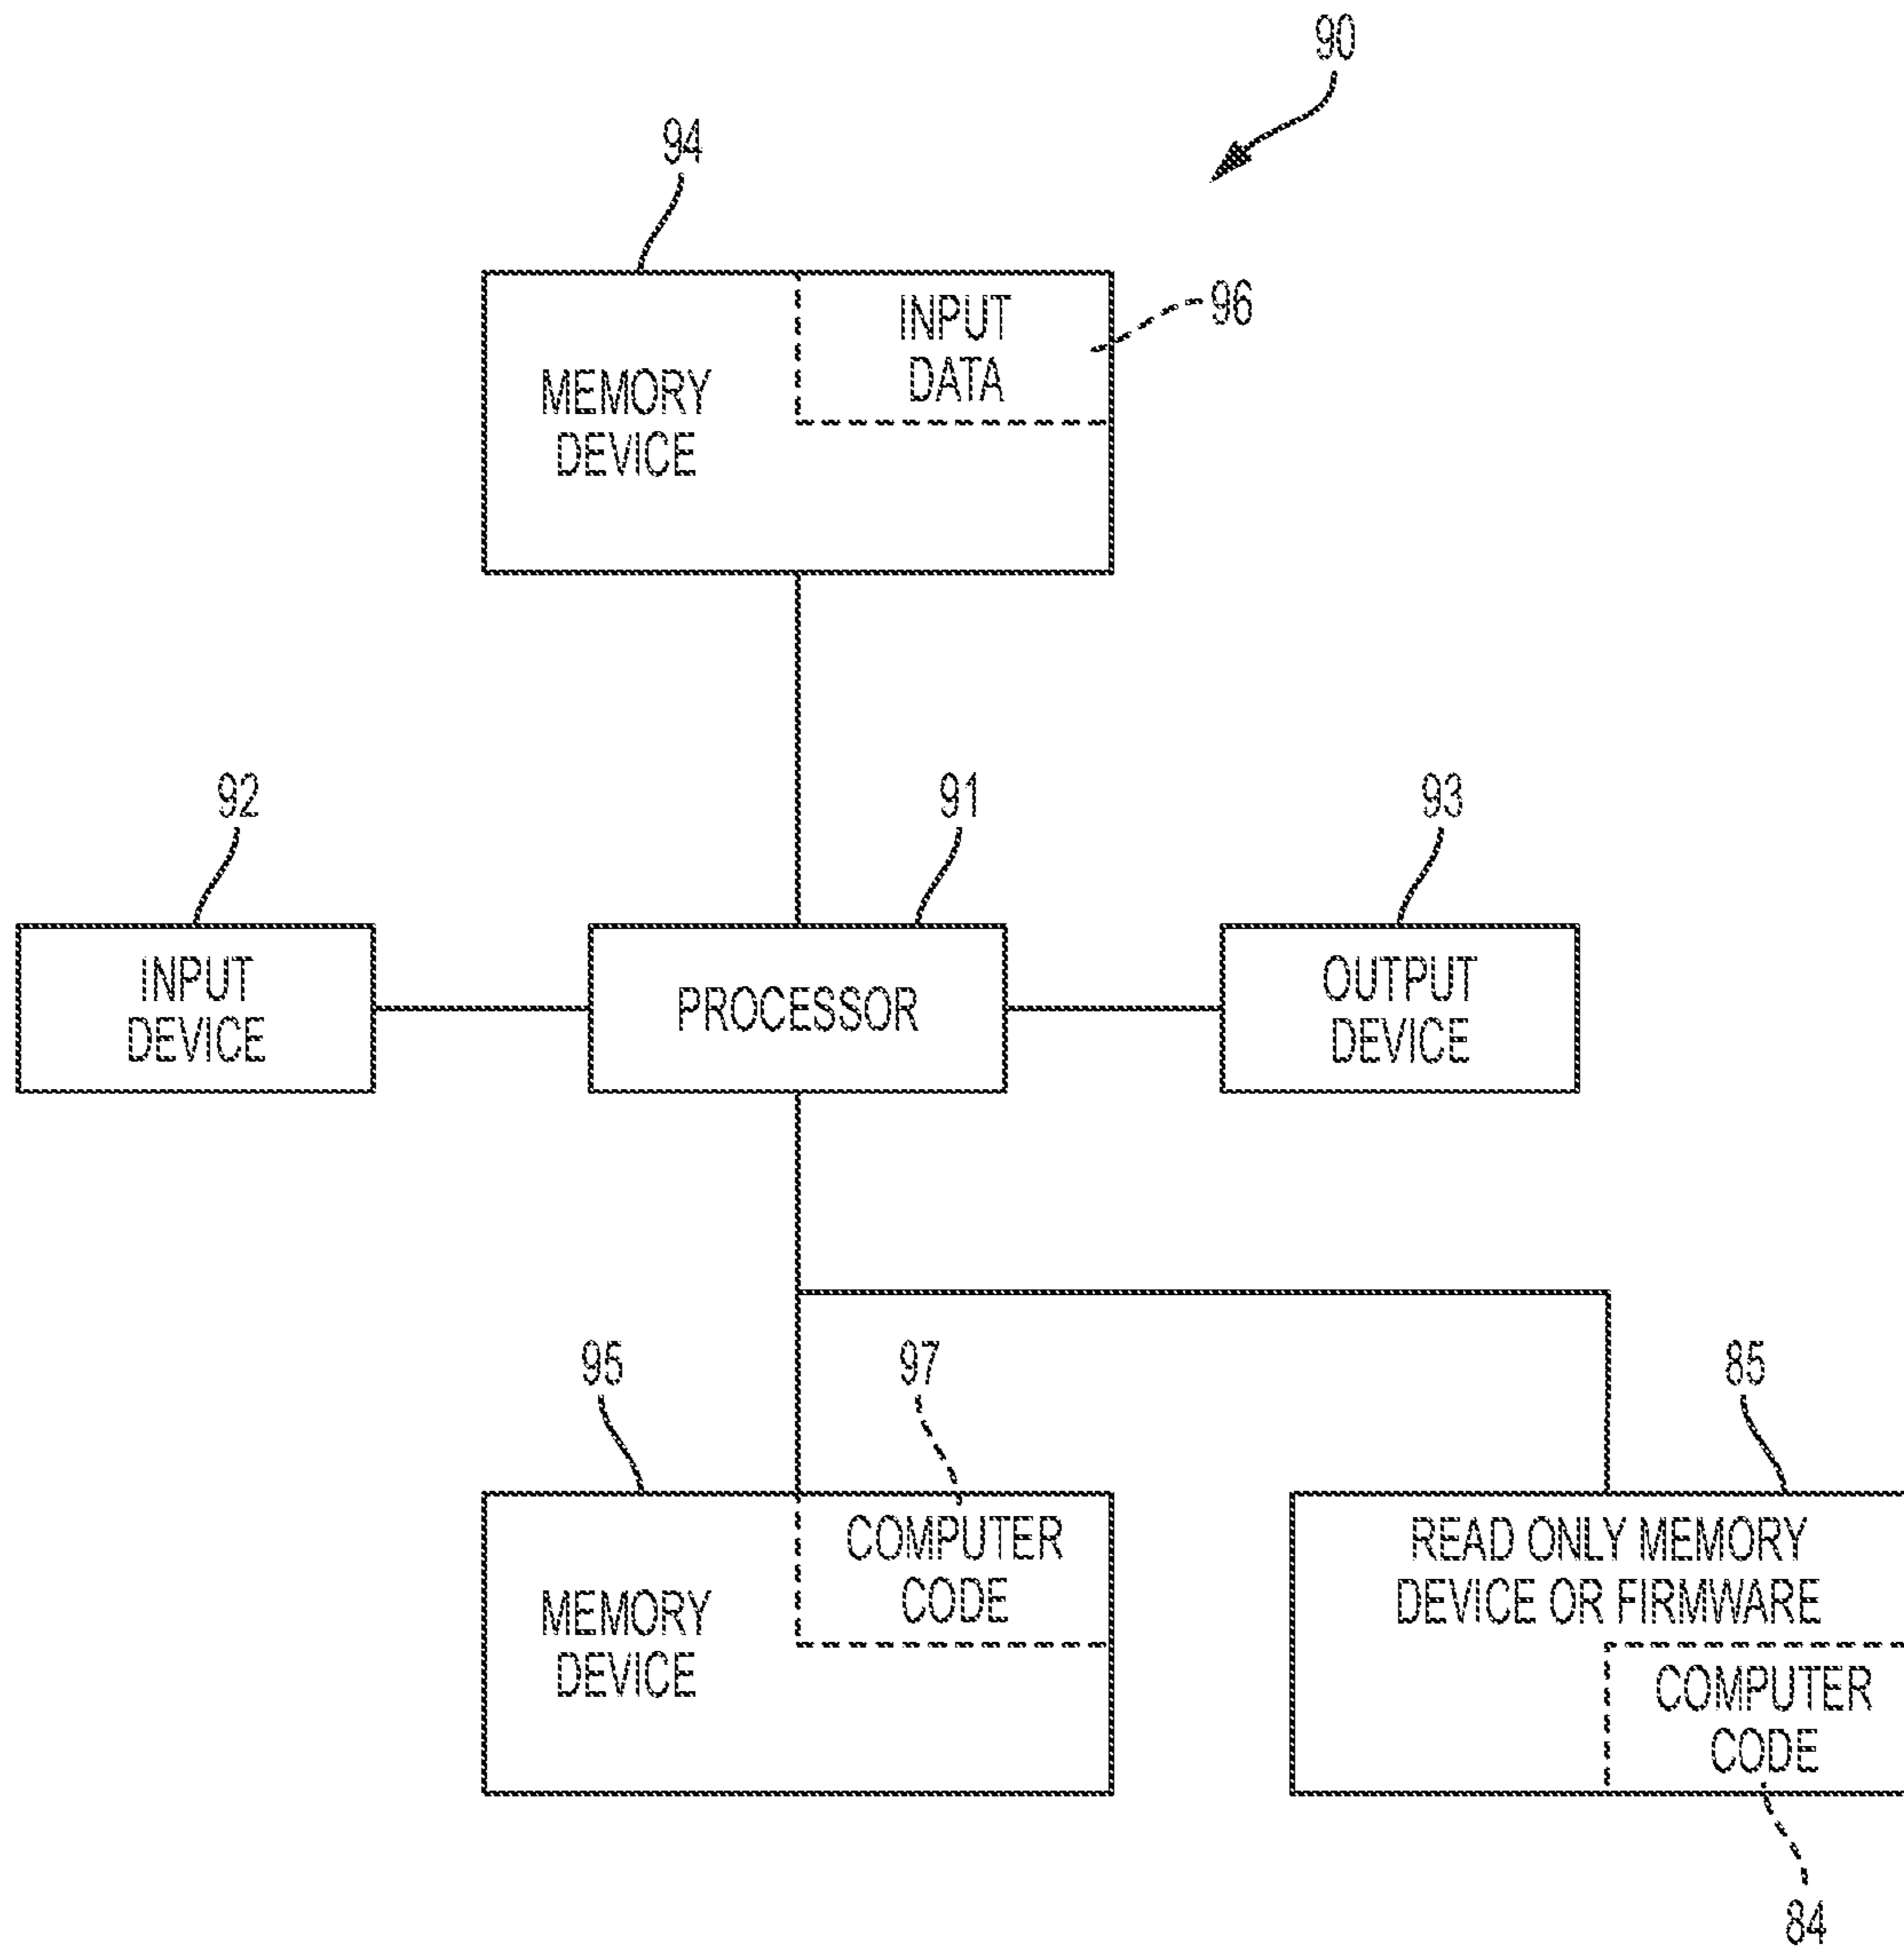 90
94
96
INPUT
DATA
MEMORY
DEVICE
92
91
93
INPUT
DEVICE
PROCESSOR
OUTPUT
DEVICE
95
97
85
COMPUTER
CODE
MEMORY
DEVICE
READ ONLY MEMORY
DEVICE OR FIRMWARE
COMPUTER
CODE
84